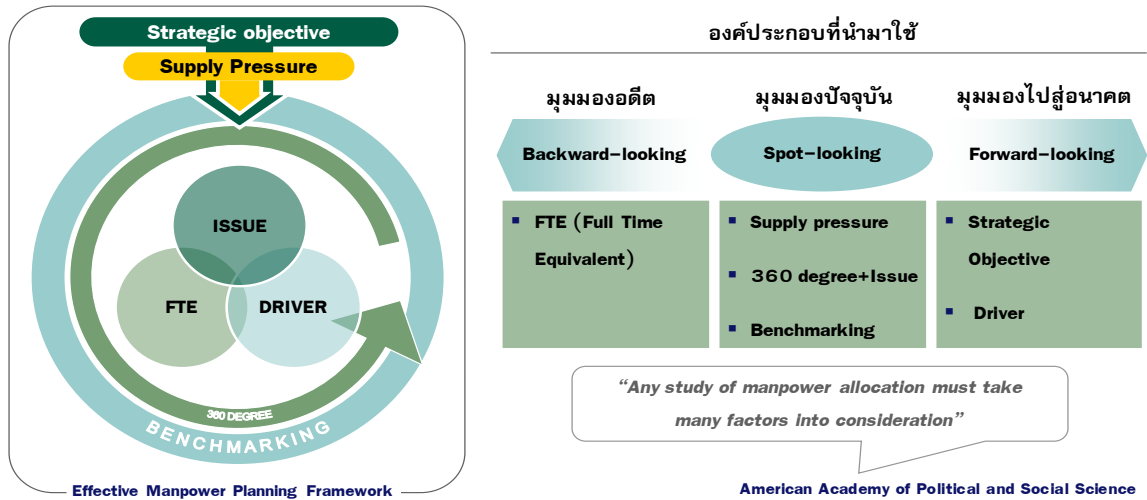 Strategic objective
Supply Pressure
ISSUE
FTE
DRIVER
360 DEGREE
BENCHMARKING
Effective Manpower Planning Framework
องค์ประกอบที่นำมาใช้
มุมมองอดีต
มุมมองปัจจุบัน
มุมมองไปสู่อนาคต
Backward-looking
Spot-looking
Forward-looking
▪ FTE (Full Time
Equivalent)
▪ Supply pressure
▪ 360 degree+Issue
▪ Benchmarking
▪ Strategic
Objective
▪ Driver
“Any study of manpower allocation must take
many factors into consideration”
American Academy of Political and Social Science